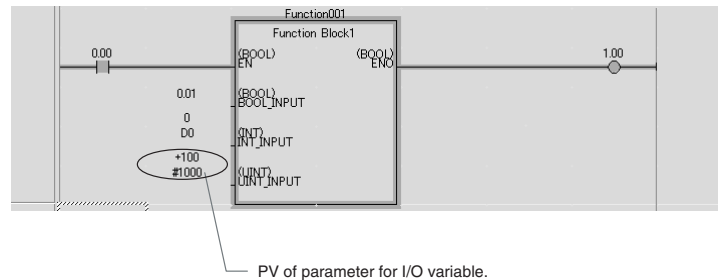 Function001
Function Block1
0.00
(BOOL)
EN
(BOOL)
ENO
1.00
0.01
(BOOL)
BOOL_INPUT
0
D0
(INT)
INT_INPUT
+100
#1000
(UINT)
UINT_INPUT
PV of parameter for I/O variable.